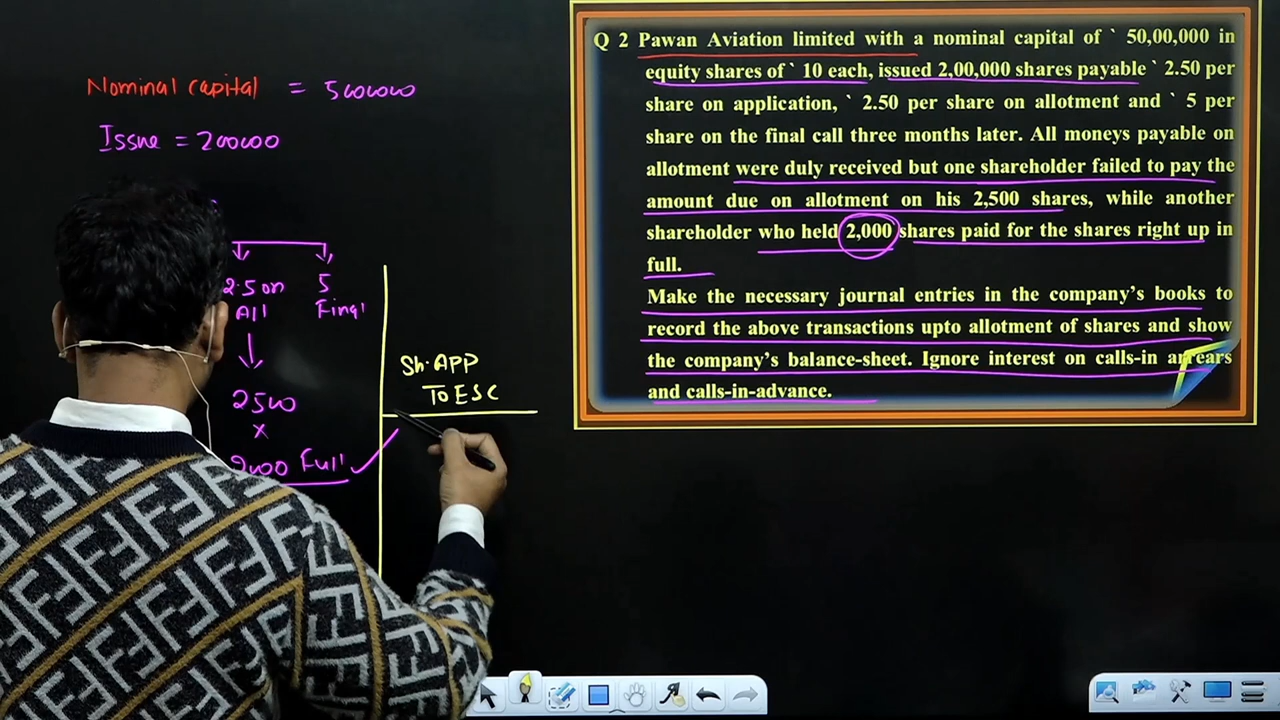 Nominal capital = 5000000
Issue = 200000
2.5 on 5
All Final
2500
x
2000 Full
Sh. APP
To ESC
Q 2 Pawan Aviation limited with a nominal capital of ` 50,00,000 in
equity shares of ` 10 each, issued 2,00,000 shares payable ` 2.50 per
share on application, ` 2.50 per share on allotment and ` 5 per
share on the final call three months later. All moneys payable on
allotment were duly received but one shareholder failed to pay the
amount due on allotment on his 2,500 shares, while another
shareholder who held 2,000 shares paid for the shares right up in
full.
Make the necessary journal entries in the company's books to
record the above transactions upto allotment of shares and show
the company's balance-sheet. Ignore interest on calls-in arrears
and calls-in-advance.